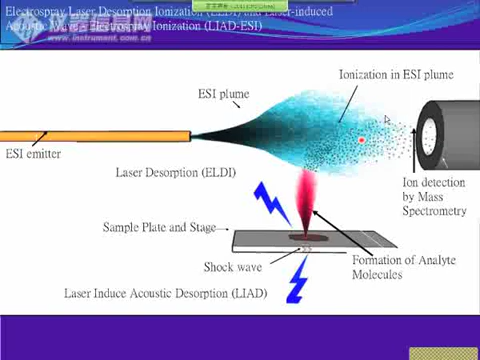 Electrospray Laser Desorption Ionization (ELDI) and Laser-induced
Acoustic Wave Electrospray Ionization (LIAD-ESI)
www.instrument.com.cn
Ionization in ESI plume
ESI plume
ESI emitter
Laser Desorption (ELDI)
Ion detection
by Mass
Spectrometry
Sample Plate and Stage
Shock wave
Formation of Analyte
Molecules
Laser Induce Acoustic Desorption (LIAD)